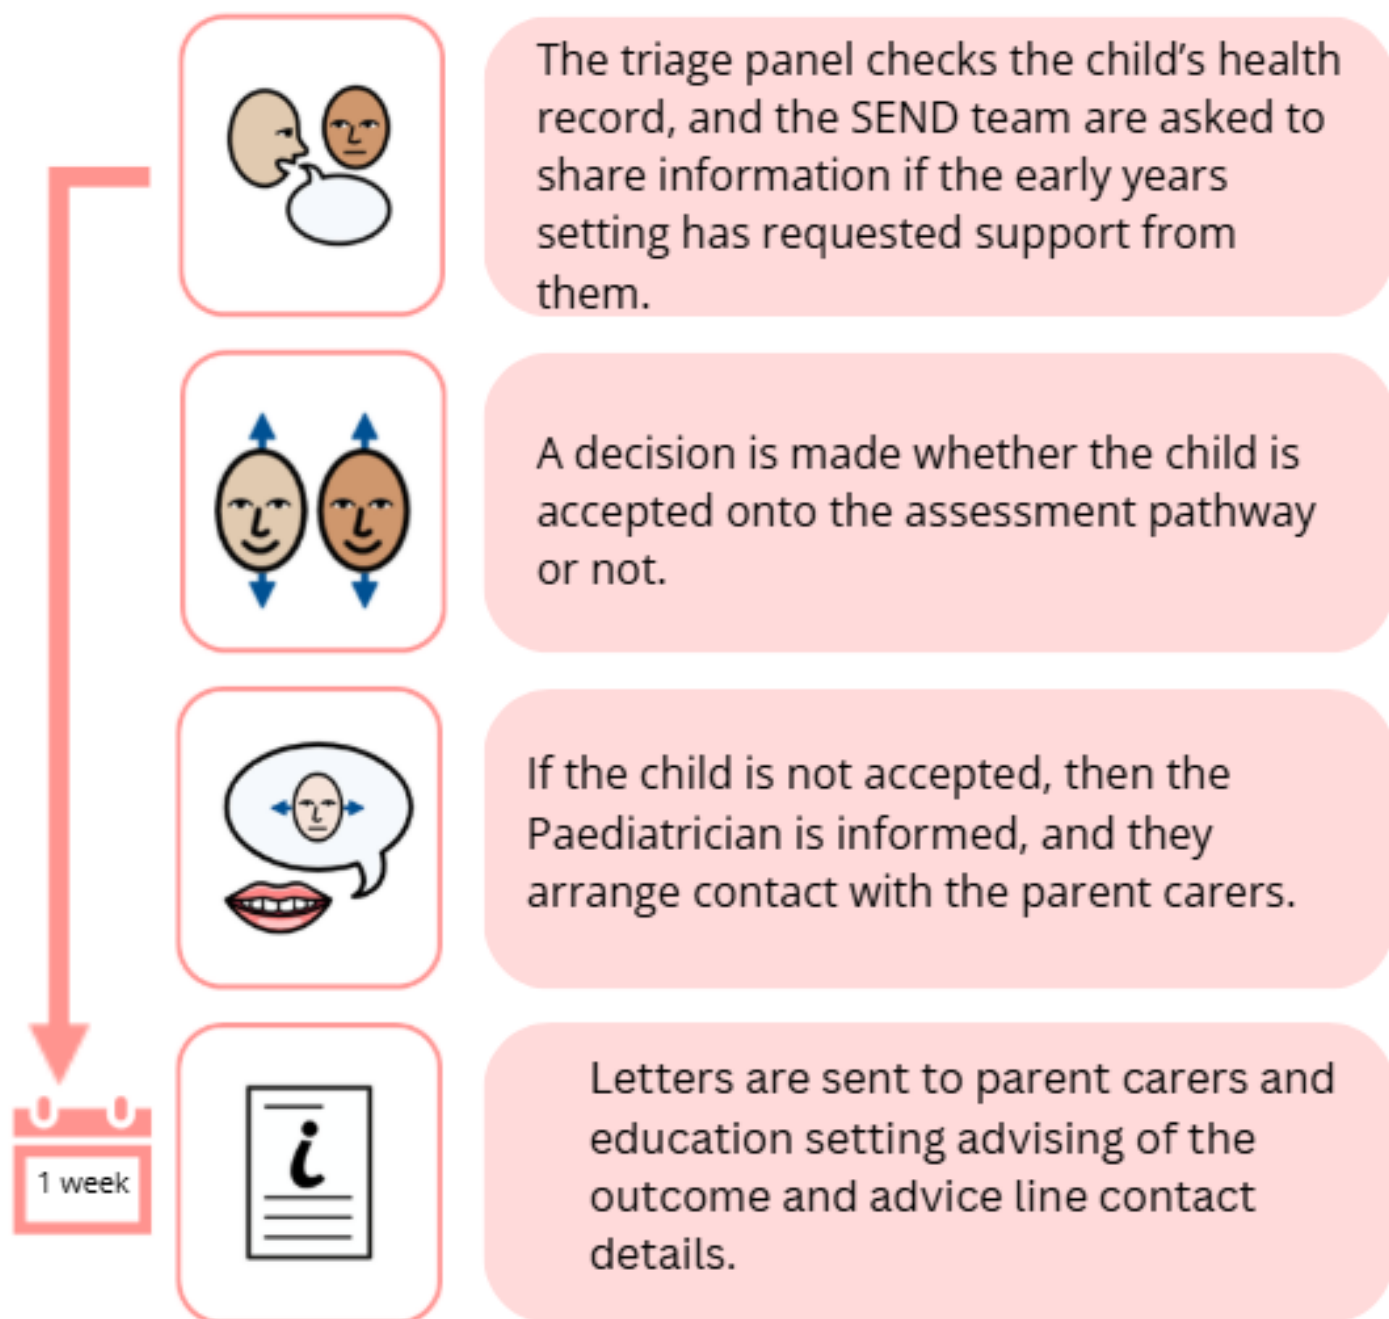 The triage panel checks the child’s health
record, and the SEND team are asked to
share information if the early years
setting has requested support from
them.
A decision is made whether the child is
accepted onto the assessment pathway
or not.
If the child is not accepted, then the
Paediatrician is informed, and they
arrange contact with the parent carers.
1 week
i
Letters are sent to parent carers and
education setting advising of the
outcome and advice line contact
details.